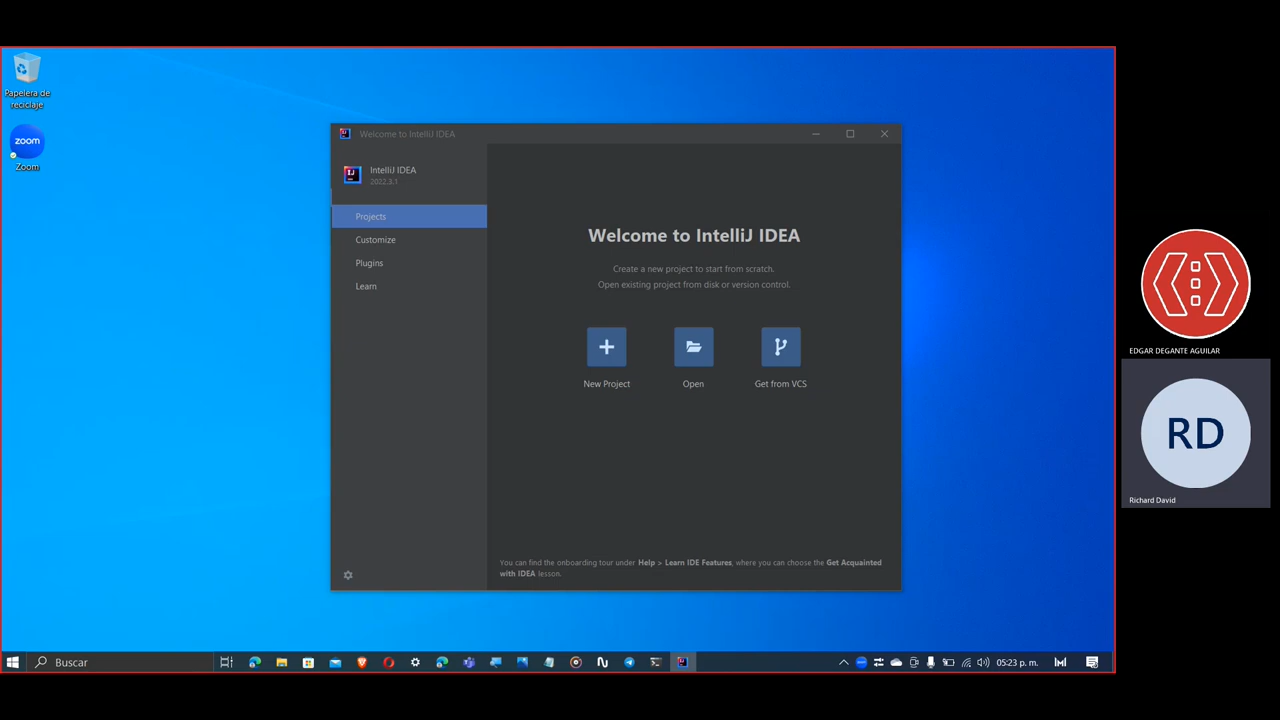 Papelera de
reciclaje
zoom
Zoom
Welcome to IntelliJ IDEA
IJ
IntelliJ IDEA
2022.3.1
Projects
Customize
Plugins
Learn
Welcome to IntelliJ IDEA
Create a new project to start from scratch.
Open existing project from disk or version control.
New Project
Open
Get from VCS
You can find the onboarding tour under Help > Learn IDE Features, where you can choose the Get Acquainted
with IDEA lesson.
EDGAR DEGANTE AGUILAR
RD
Richard David
Buscar
05:23 p. m.